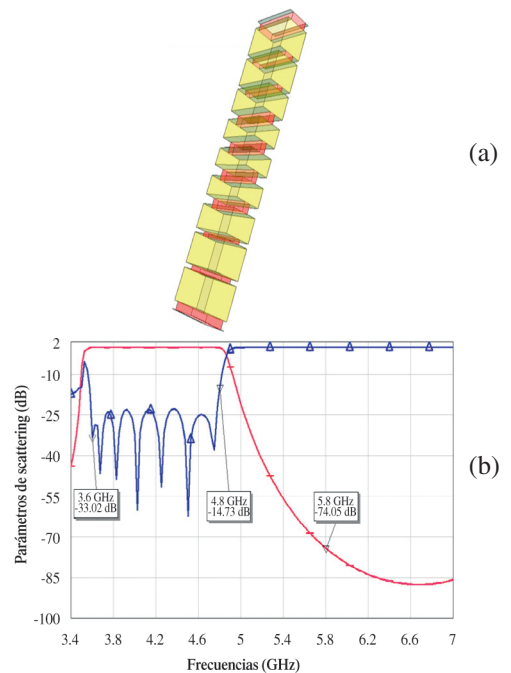 (a)
2
-10
-25
-40
-55
-70
-85
-100
Parámetros de scattering (dB)
3.6 GHz
-33.02 dB
4.8 GHz
-14.73 dB
5.8 GHz
-74.05 dB
(b)
3.4
3.8
4.2
4.6
5
5.4
5.8
6.2
6.6
7
Frecuencias (GHz)